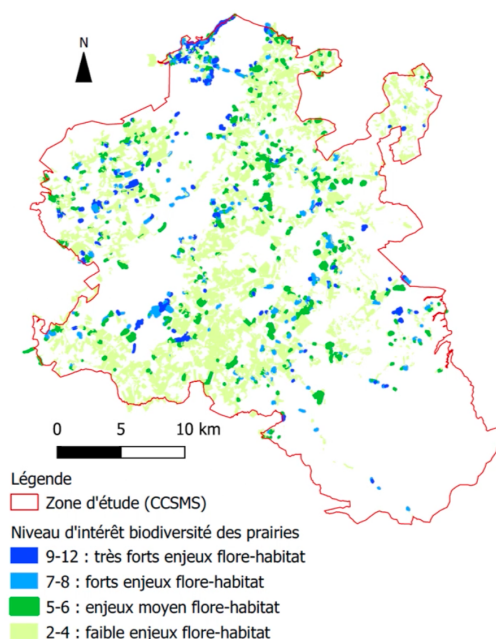 N
0 5 10 km
Légende
Zone d'étude (CCSMS)
Niveau d'intérêt biodiversité des prairies
9-12 : très forts enjeux flore-habitat
7-8 : forts enjeux flore-habitat
5-6 : enjeux moyen flore-habitat
2-4 : faible enjeux flore-habitat